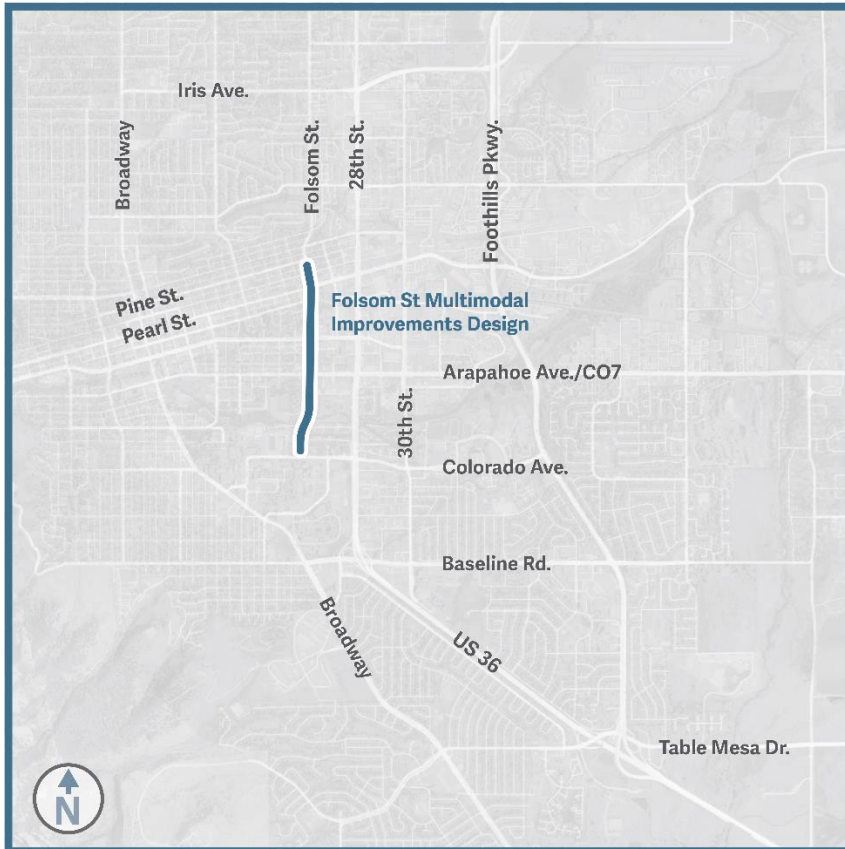 Iris Ave.
Broadway
Folsom St.
28th St.
Foothills Pkwy.
Pine St.
Pearl St.
Folsom St Multimodal
Improvements Design
Arapahoe Ave./CO7
30th St.
Colorado Ave.
Baseline Rd.
Broadway
US 36
Table Mesa Dr.
N